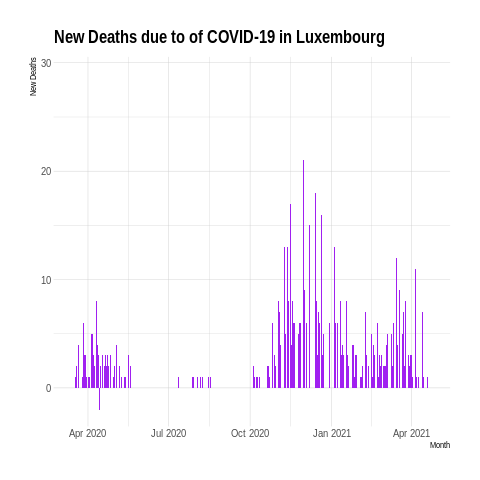 New Deaths due to of COVID-19 in Luxembourg
New Deaths
30
20
10
0
Apr 2020 Jul 2020 Oct 2020 Jan 2021 Apr 2021
Month